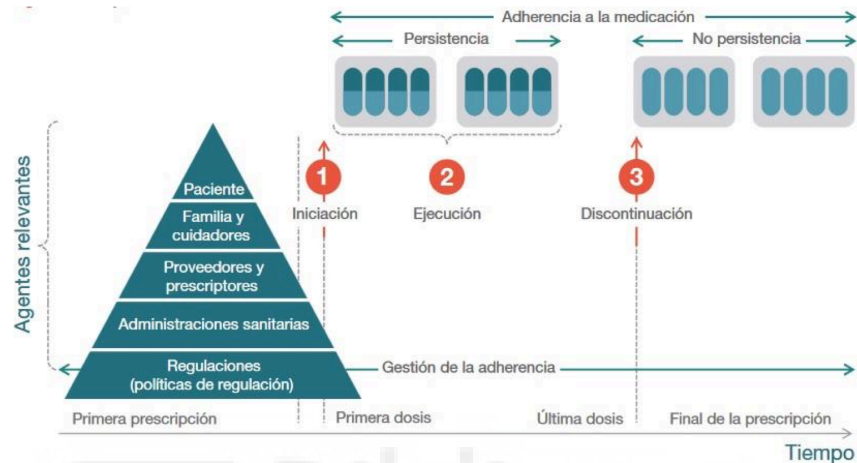 Adherencia a la medicación
Persistencia
No persistencia
Agentes relevantes
Paciente
Familia y
cuidadores
Proveedores y
prescriptores
Administraciones sanitarias
Regulaciones
(políticas de regulación)
1
Iniciación
2
Ejecución
3
Discontinuación
Gestión de la adherencia
Primera prescripción
Primera dosis
Última dosis
Final de la prescripción
Tiempo